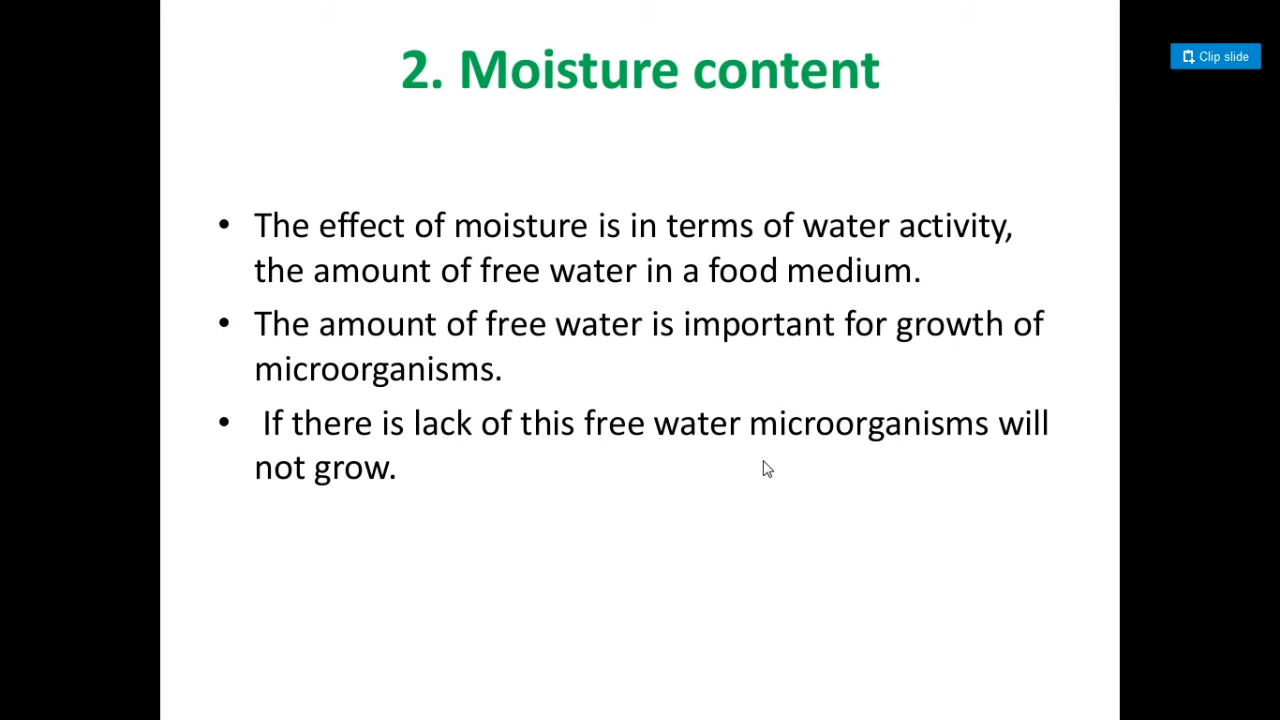 2. Moisture content
Clip slide
• The effect of moisture is in terms of water activity,
the amount of free water in a food medium.
• The amount of free water is important for growth of
microorganisms.
• If there is lack of this free water microorganisms will
not grow.